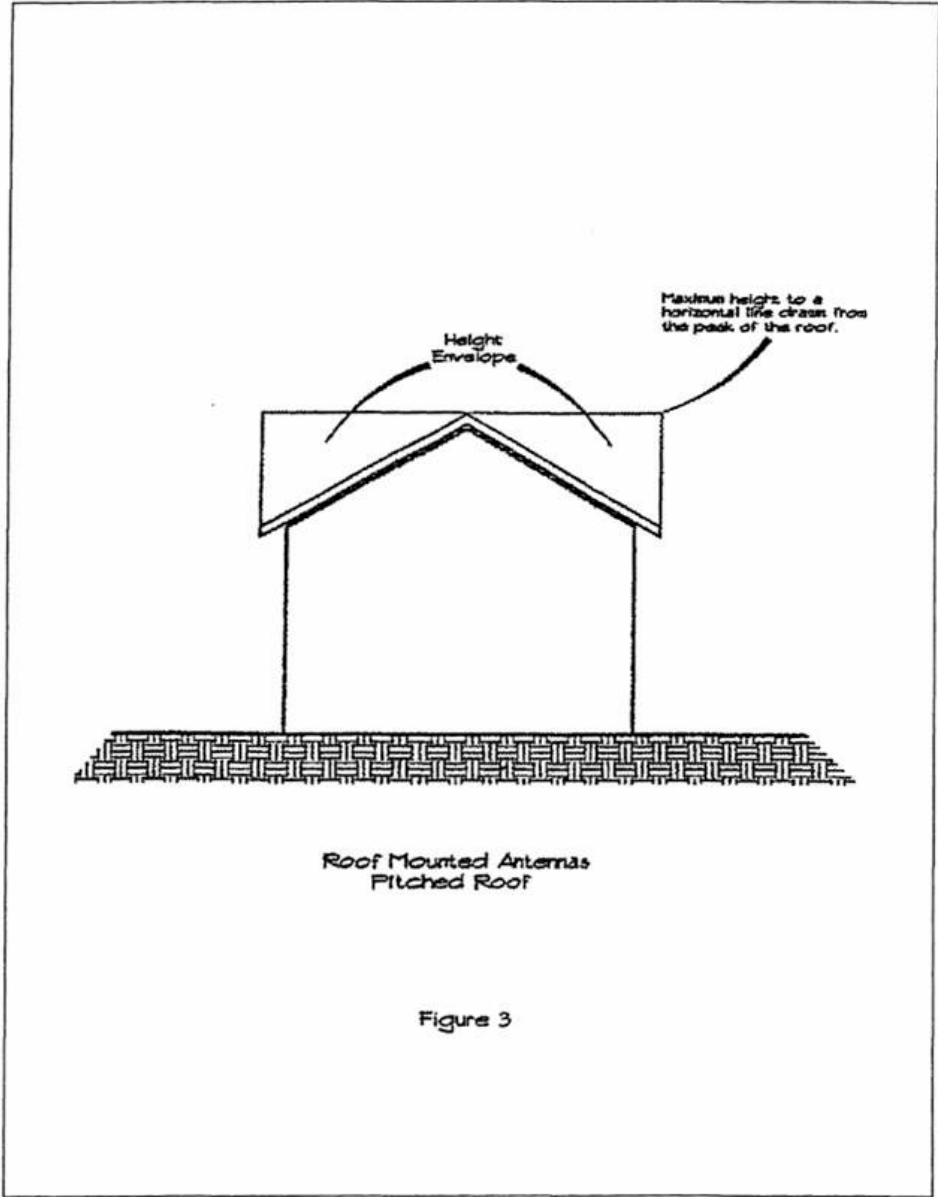 Maximum height to a
horizontal line drawn from
the peak of the roof.
Height
Envelope
Roof Mounted Antennas
Pitched Roof
Figure 3